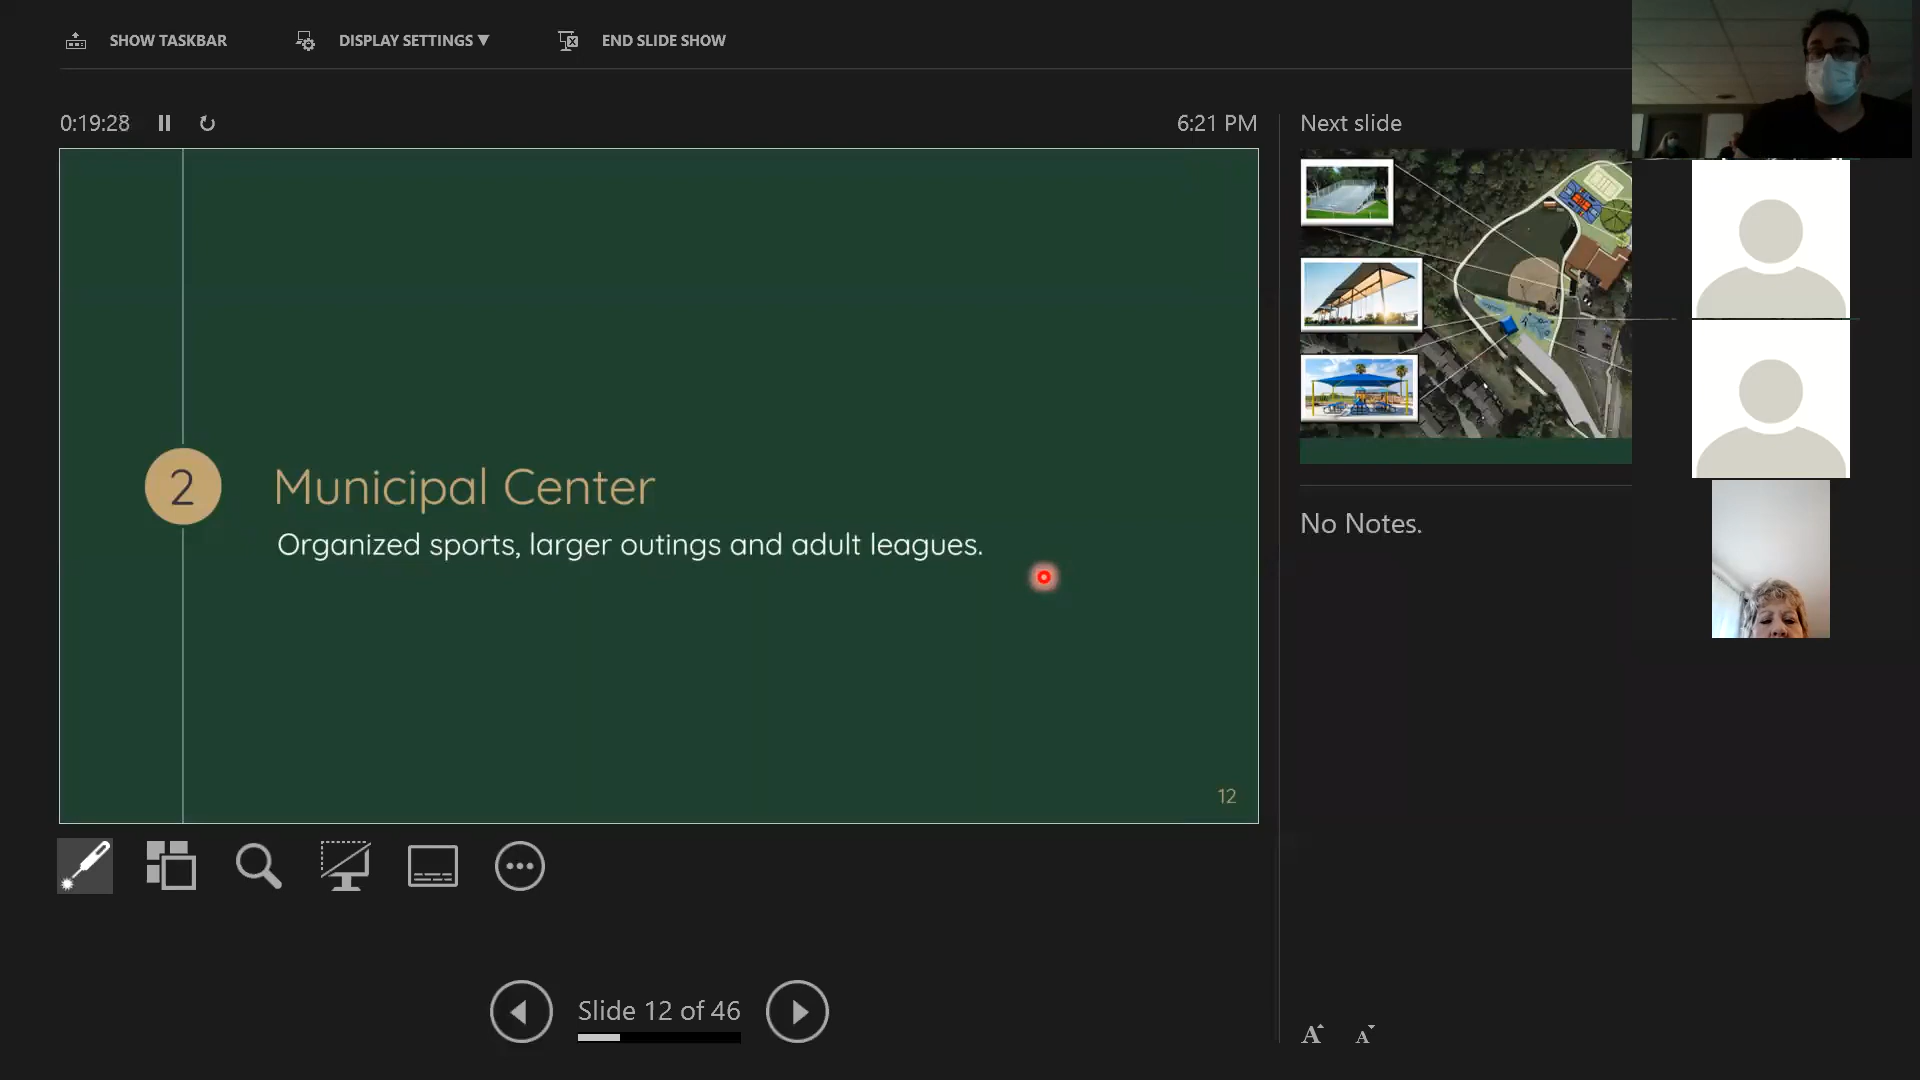 SHOW TASKBAR
DISPLAY SETTINGS ▼
END SLIDE SHOW
0:19:28
6:21 PM
Next slide
2
Municipal Center
Organized sports, larger outings and adult leagues.
12
No Notes.
Slide 12 of 46
A A